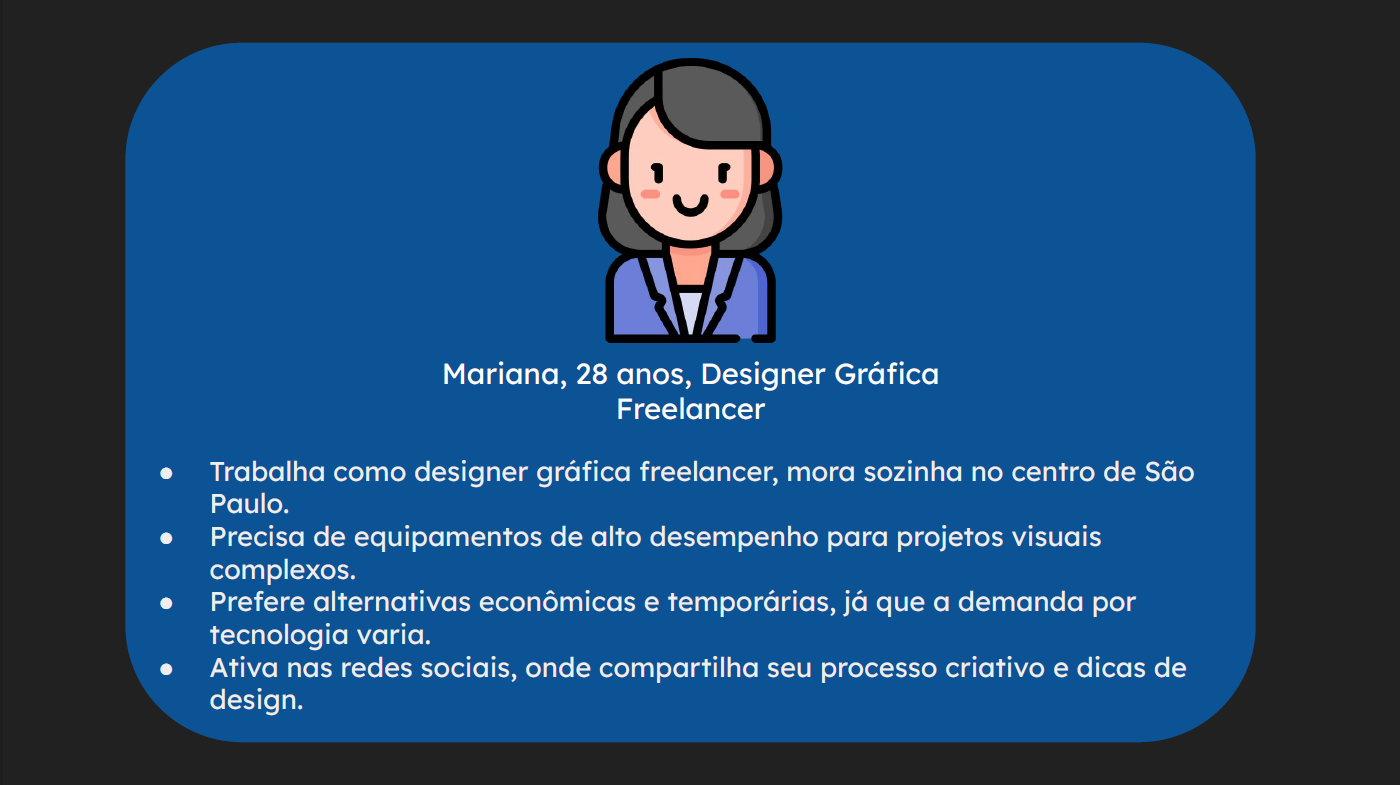 Mariana, 28 anos, Designer Gráfica
Freelancer
● Trabalha como designer gráfica freelancer, mora sozinha no centro de São
Paulo.
● Precisa de equipamentos de alto desempenho para projetos visuais
complexos.
● Prefere alternativas econômicas e temporárias, já que a demanda por
tecnologia varia.
● Ativa nas redes sociais, onde compartilha seu processo criativo e dicas de
design.